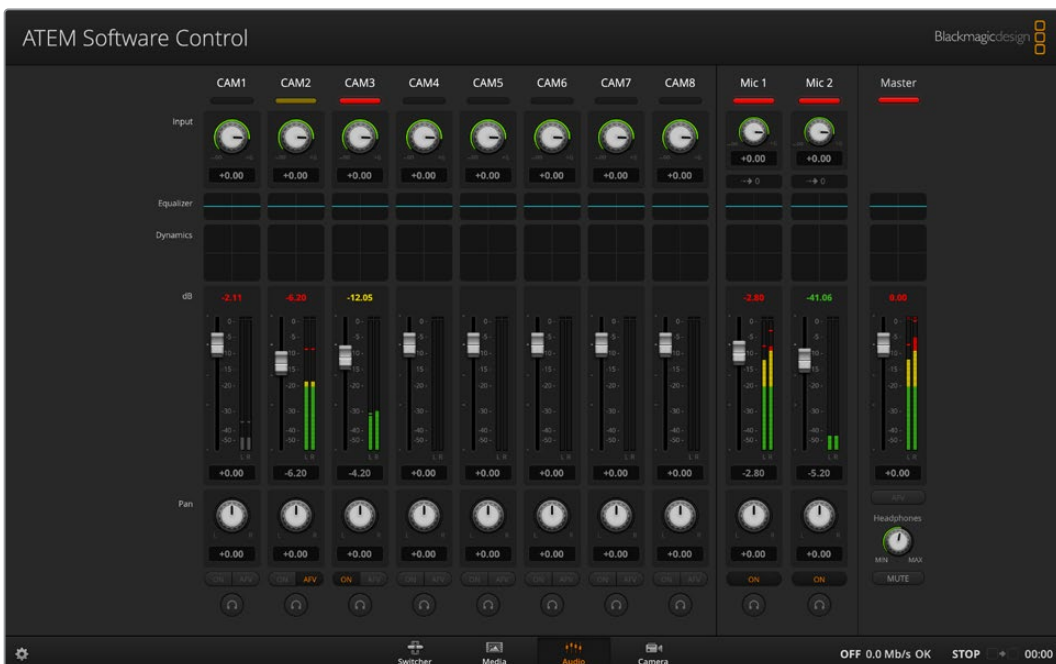 ATEM Software Control
Blackmagicdesign
CAM1 CAM2 CAM3 CAM4 CAM5 CAM6 CAM7 CAM8 Mic 1 Mic 2 Master
Input
+0.00 +0.00 +0.00 +0.00 +0.00 +0.00 +0.00 +0.00 +0.00 +0.00
Equalizer
Dynamics
dB -2.11 -6.20 -12.05 -2.80 -41.06 0.00
+0.00 -6.20 -4.20 +0.00 +0.00 +0.00 +0.00 +0.00 -2.80 -5.20 +0.00
AFV
Pan
Headphones
L R L R L R L R L R L R L R L R L R L R
MIN MAX
+0.00 +0.00 +0.00 +0.00 +0.00 +0.00 +0.00 +0.00 +0.00 +0.00
ON AFV ON AFV ON AFV ON AFV ON AFV ON AFV ON AFV ON AFV ON ON MUTE
Switcher Media Audio Camera
OFF 0.0 Mb/s OK STOP 00:00